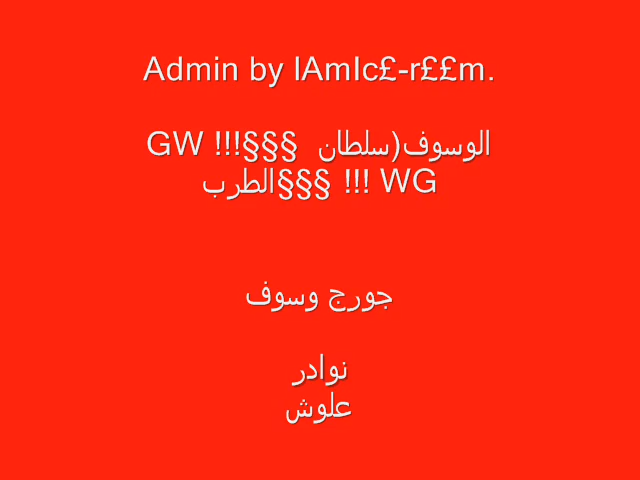 Admin by IAmIc£-r££m.
GW !!!§§§ الوسوف(سلطان
الطرب§§§ !!! WG
جورج وسوف
نوادر
علوش